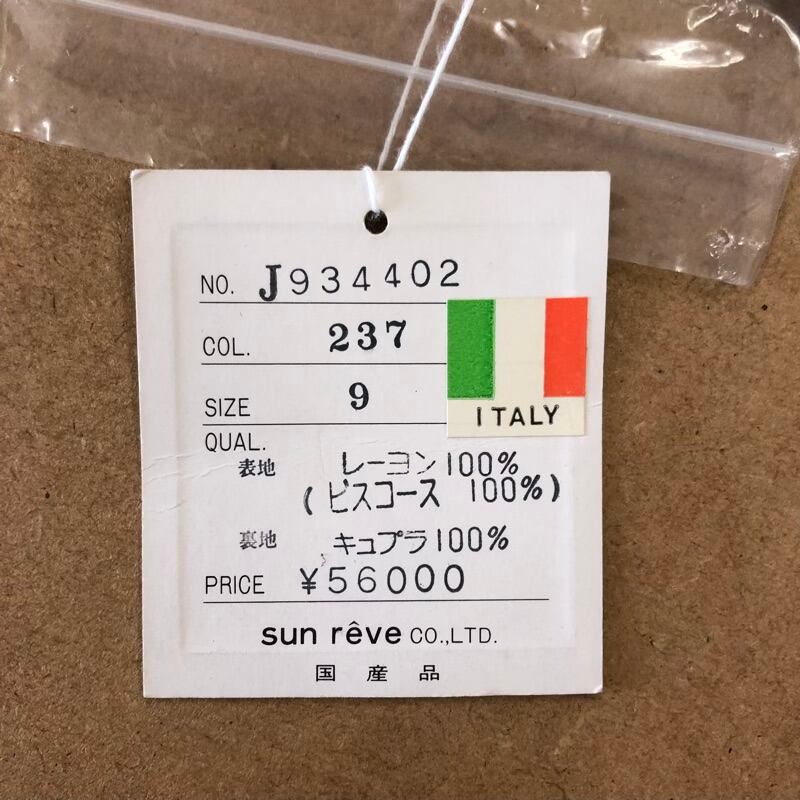 NO. J934402
COL. 237
SIZE 9
ITALY
QUAL.
表地 レーヨン100%
(ビスコース 100%)
裏地 キュプラ100%
PRICE ¥56000
sun rêve CO.,LTD.
国産品